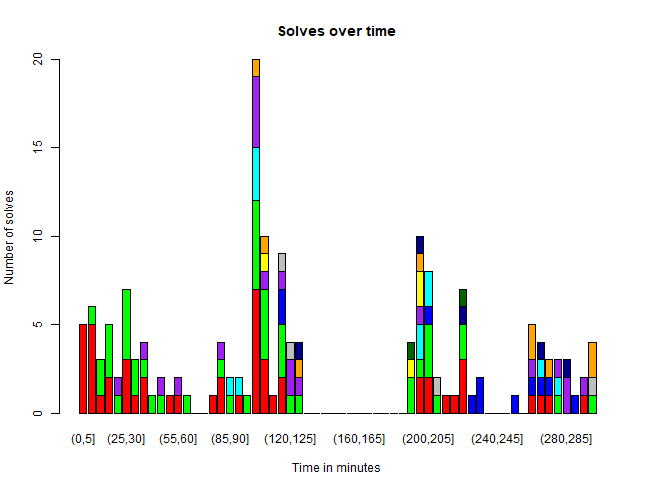 Solves over time
Number of solves
20
15
10
5
0
(0,5] (25,30] (55,60] (85,90] (120,125] (160,165] (200,205] (240,245] (280,285]
Time in minutes